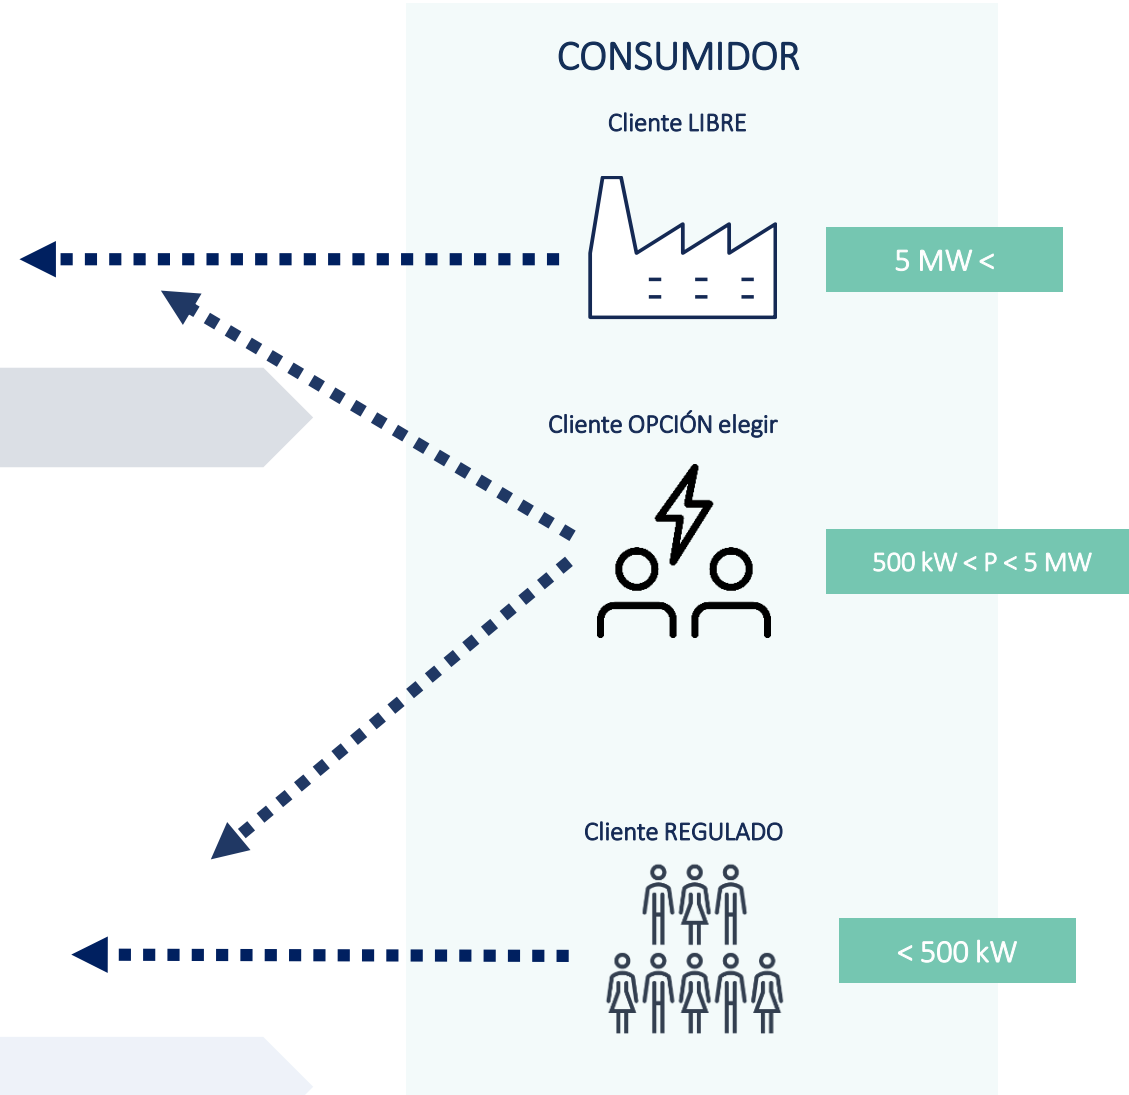 CONSUMIDOR
Cliente LIBRE
5 MW <
Cliente OPCIÓN elegir
500 kW < P < 5 MW
Cliente REGULADO
< 500 kW